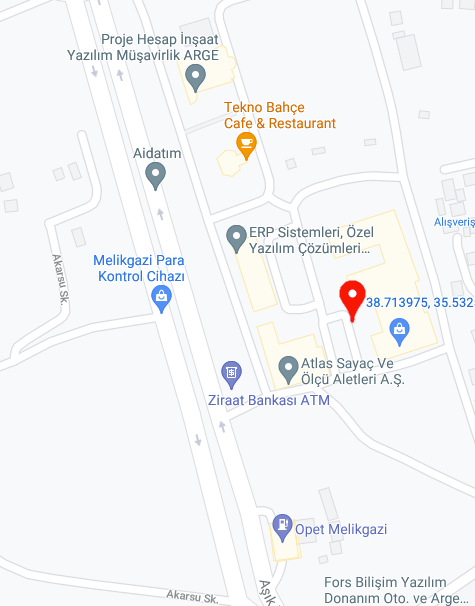 Proje Hesap İnşaat
Yazılım Müşavirlik ARGE
Tekno Bahçe
Cafe & Restaurant
Aidatım
Alışveriş
ERP Sistemleri, Özel
Yazılım Çözümleri...
Akarsu Sk.
Melikgazi Para
Kontrol Cihazı
38.713975, 35.532
Atlas Sayaç Ve
Ölçü Aletleri A.Ş.
Ziraat Bankası ATM
Opet Melikgazi
Fors Bilişim Yazılım
Donanım Oto. ve Arge...
Akarsu Sk.
Aşık